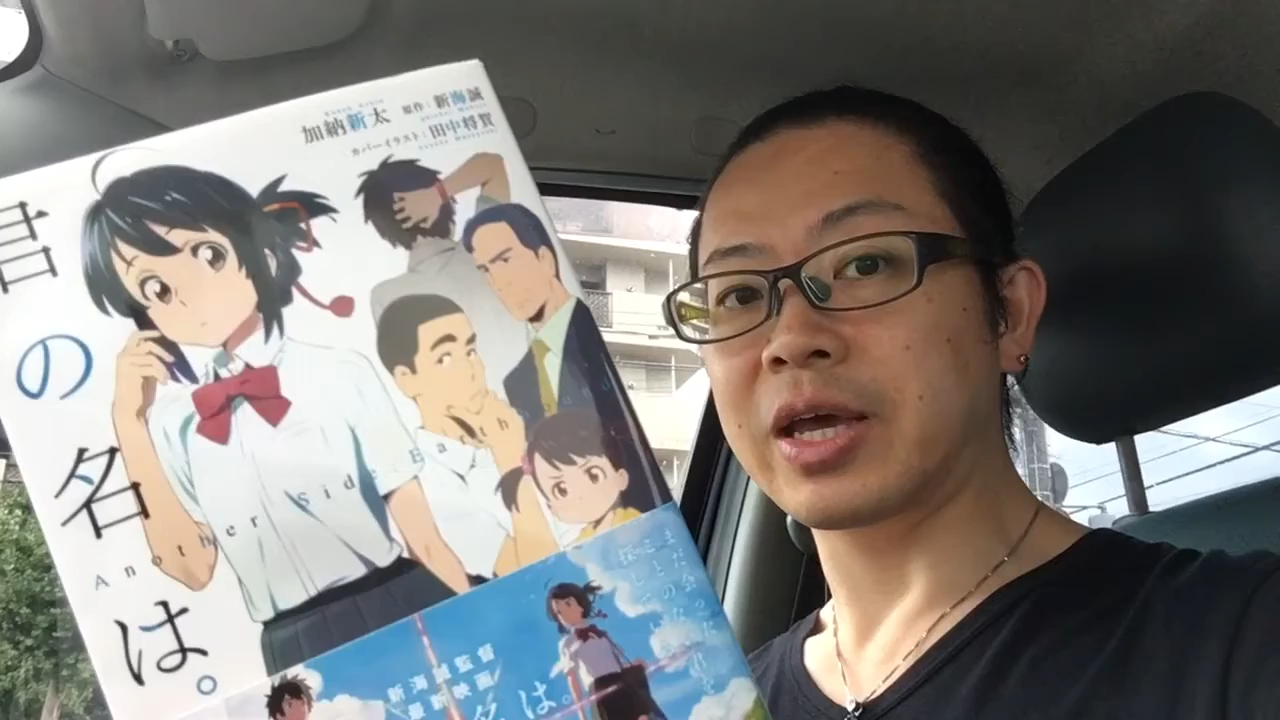 加納新太 原作:新海誠
カバーイラスト:田中将賀
君の名は。
Another Side:Earthbound
まだ会ったことのない
新海誠監督
最新映画
は。